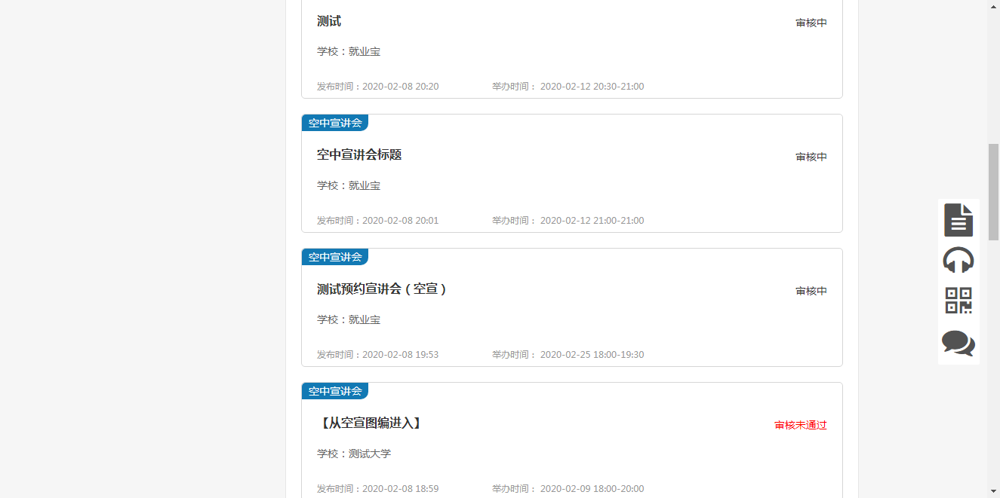 测试
审核中
学校：就业宝
发布时间：2020-02-08 20:20 举办时间： 2020-02-12 20:30-21:00
空中宣讲会
空中宣讲会标题
审核中
学校：就业宝
发布时间：2020-02-08 20:01 举办时间： 2020-02-12 21:00-21:00
空中宣讲会
测试预约宣讲会（空宣）
审核中
学校：就业宝
发布时间：2020-02-08 19:53 举办时间： 2020-02-25 18:00-19:30
空中宣讲会
【从空宣图编进入】
审核未通过
学校：测试大学
发布时间：2020-02-08 18:59 举办时间： 2020-02-09 18:00-20:00